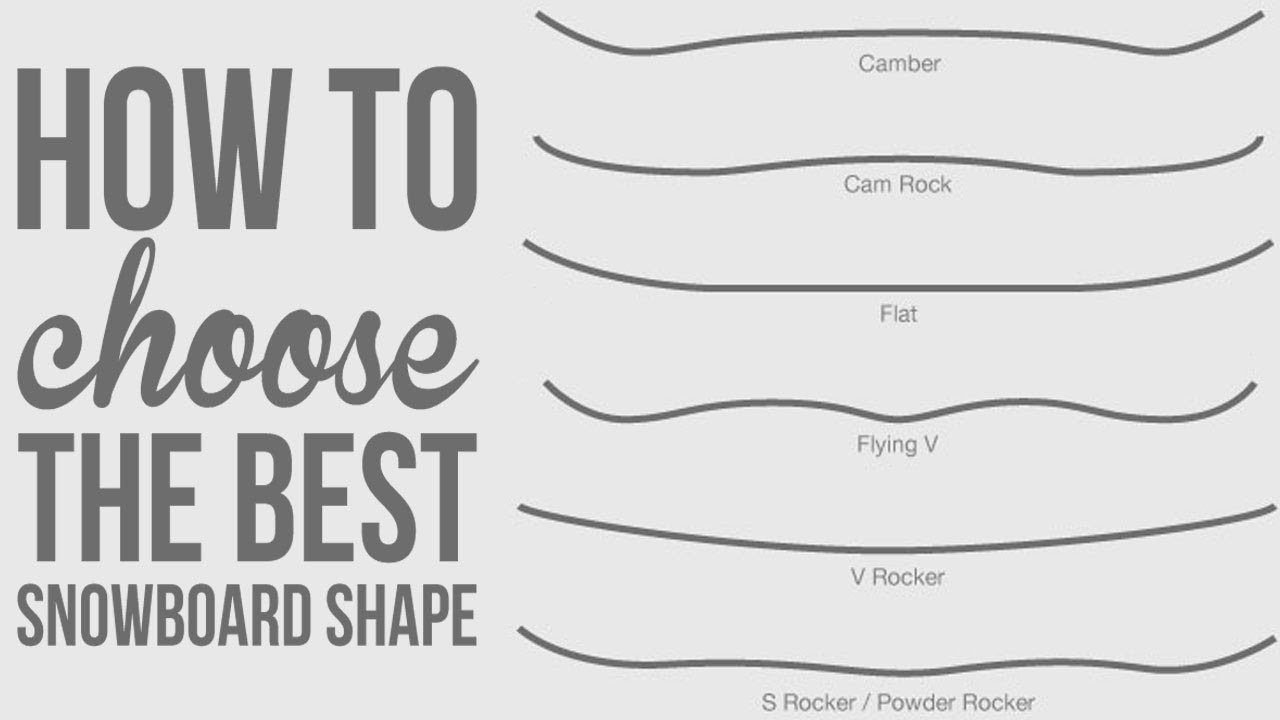 HOW TO
choose
THE BEST
SNOWBOARD SHAPE
Camber
Cam Rock
Flat
Flying V
V Rocker
S Rocker / Powder Rocker